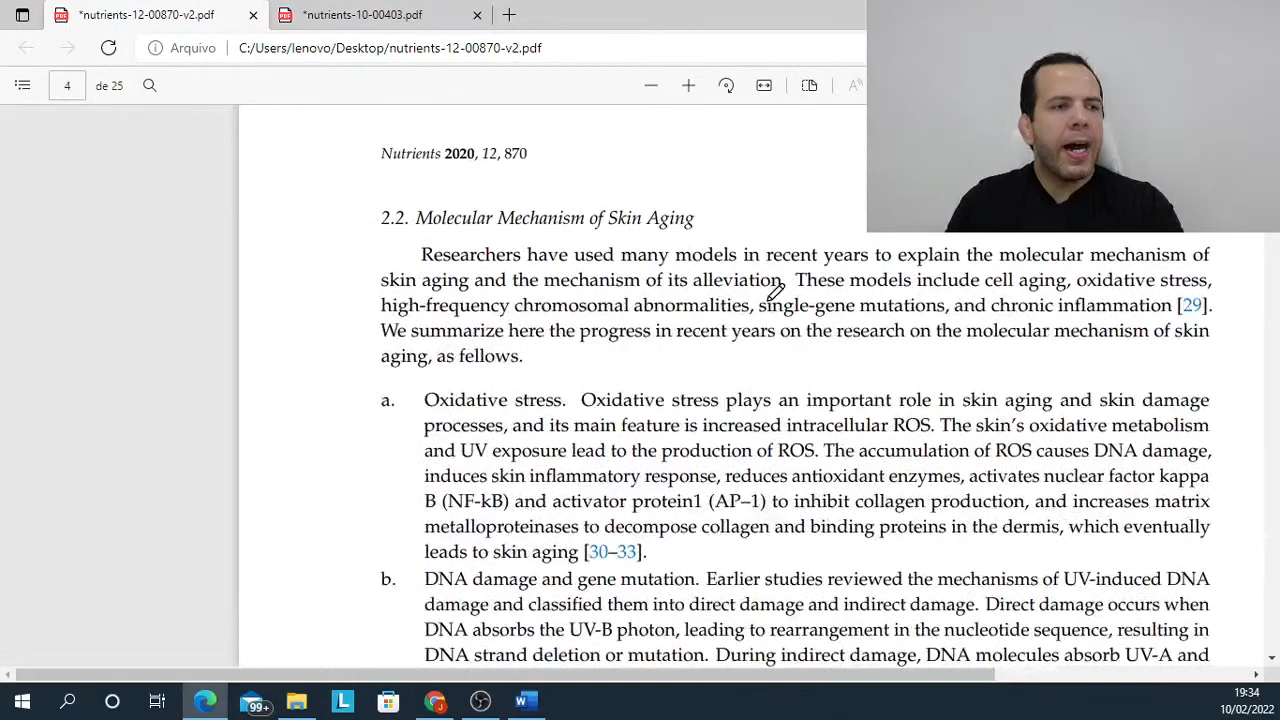 *nutrients-12-00870-v2.pdf
*nutrients-10-00403.pdf
Arquivo
C:/Users/lenovo/Desktop/nutrients-12-00870-v2.pdf
4 de 25
Nutrients 2020, 12, 870
2.2. Molecular Mechanism of Skin Aging
Researchers have used many models in recent years to explain the molecular mechanism of
skin aging and the mechanism of its alleviation. These models include cell aging, oxidative stress,
high-frequency chromosomal abnormalities, single-gene mutations, and chronic inflammation [29].
We summarize here the progress in recent years on the research on the molecular mechanism of skin
aging, as fellows.
a. Oxidative stress. Oxidative stress plays an important role in skin aging and skin damage
processes, and its main feature is increased intracellular ROS. The skin's oxidative metabolism
and UV exposure lead to the production of ROS. The accumulation of ROS causes DNA damage,
induces skin inflammatory response, reduces antioxidant enzymes, activates nuclear factor kappa
B (NF-kB) and activator protein1 (AP–1) to inhibit collagen production, and increases matrix
metalloproteinases to decompose collagen and binding proteins in the dermis, which eventually
leads to skin aging [30–33].
b. DNA damage and gene mutation. Earlier studies reviewed the mechanisms of UV-induced DNA
damage and classified them into direct damage and indirect damage. Direct damage occurs when
DNA absorbs the UV-B photon, leading to rearrangement in the nucleotide sequence, resulting in
DNA strand deletion or mutation. During indirect damage, DNA molecules absorb UV-A and
99+
19:34
10/02/2022